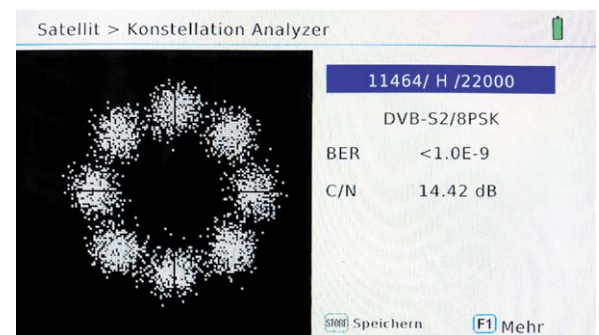 Satellit > Konstellation Analyzer
11464/ H /22000
DVB-S2/8PSK
BER <1.0E-9
C/N 14.42 dB
STORE Speichern F1 Mehr